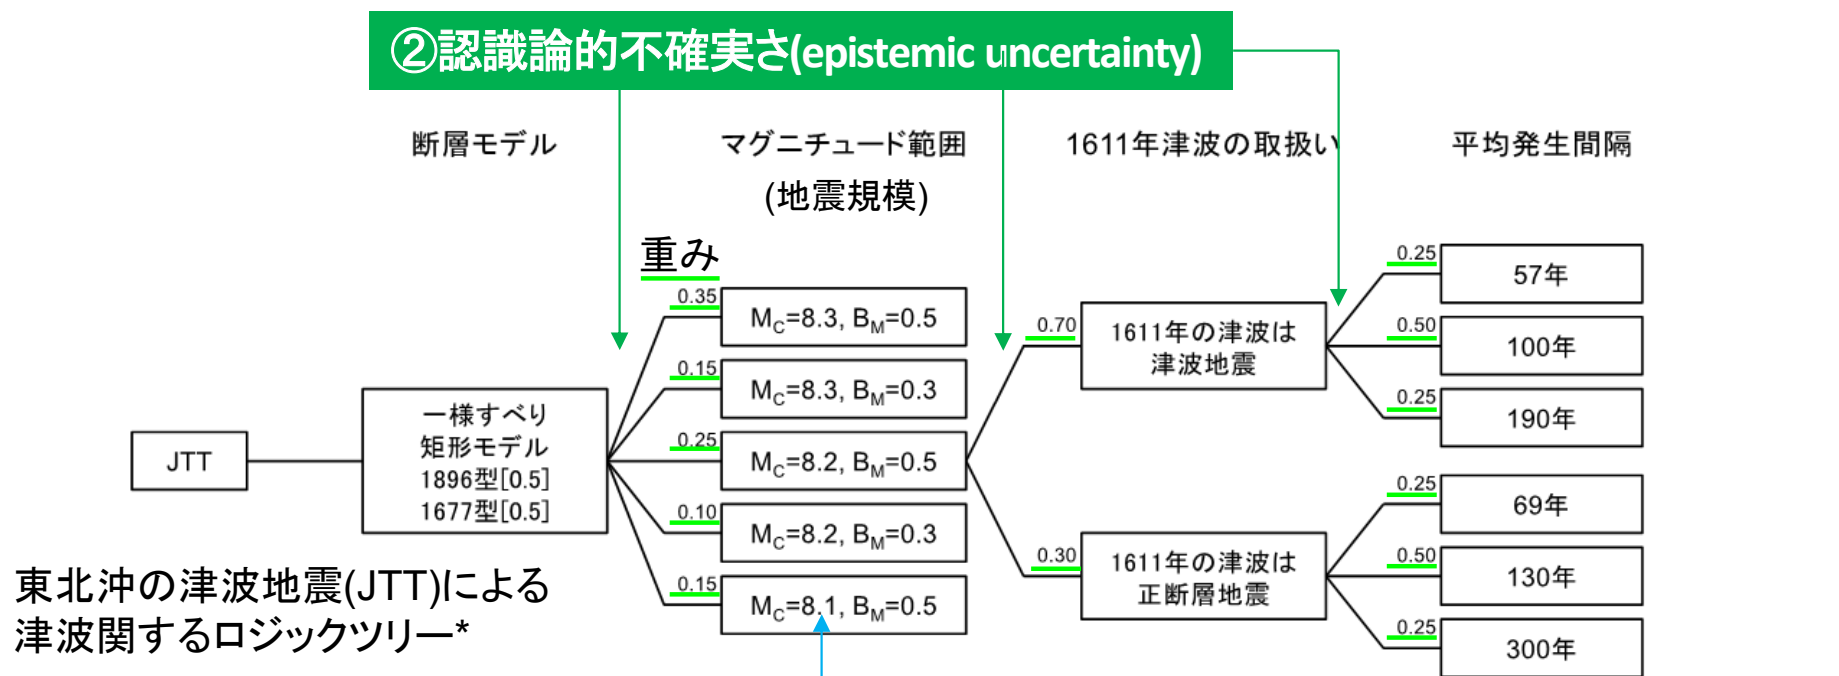 ②認識論的不確実さ(epistemic uncertainty)
断層モデル
マグニチュード範囲
(地震規模)
1611年津波の取扱い
平均発生間隔
重み
0.35
M_C=8.3, B_M=0.5
0.15
M_C=8.3, B_M=0.3
0.25
M_C=8.2, B_M=0.5
0.10
M_C=8.2, B_M=0.3
0.15
M_C=8.1, B_M=0.5
JTT
一様すべり
矩形モデル
1896型[0.5]
1677型[0.5]
0.70
1611年の津波は
津波地震
0.30
1611年の津波は
正断層地震
0.25
57年
0.50
100年
0.25
190年
0.25
69年
0.50
130年
0.25
300年
東北沖の津波地震(JTT)による
津波関するロジックツリー*